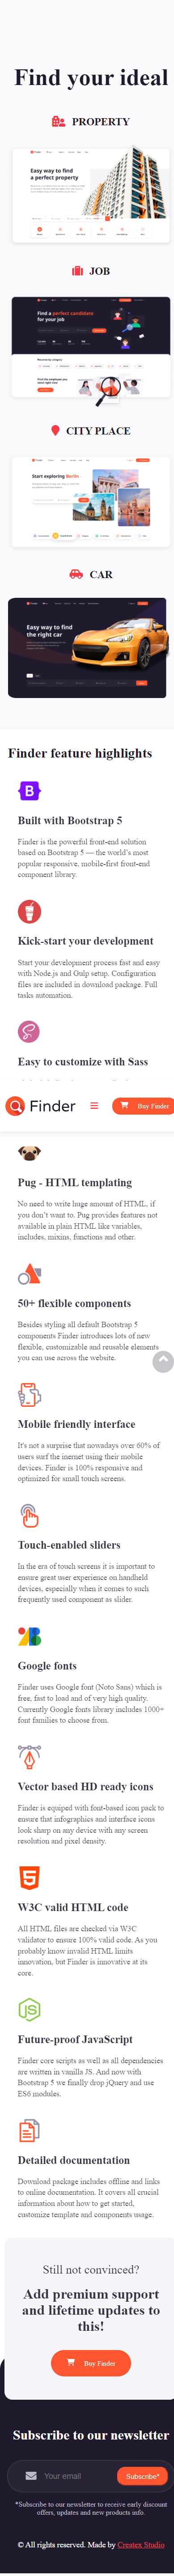 Find your ideal
PROPERTY
Easy way to find
a perfect property
JOB
Find a perfect candidate
for your job
CITY PLACE
Start exploring Berlin
CAR
Easy way to find
the right car
Finder feature highlights
Built with Bootstrap 5
Finder is the powerful front-end solution
based on Bootstrap 5 — the world's most
popular responsive, mobile-first front-end
component library.
Kick-start your development
Start your development process fast and easy
with Node.js and Gulp setup. Configuration
files are included in download package. Full
tasks automation.
Easy to customize with Sass
Finder
Buy Finder
Pug - HTML templating
No need to write huge amount of HTML, if
you don't want to. Pug provides features not
available in plain HTML like variables,
includes, mixins, functions and other.
50+ flexible components
Besides styling all default Bootstrap 5
components Finder introduces lots of new
flexible, customizable and reusable elements
you can use across the website.
Mobile friendly interface
It's not a surprise that nowadays over 60% of
users surf the inernet using their mobile
devices. Finder is 100% responsive and
optimized for small touch screens.
Touch-enabled sliders
In the era of touch screens it is important to
ensure great user experience on handheld
devices, especially when it comes to such
frequently used component as slider.
Google fonts
Finder uses Google font (Noto Sans) which is
free, fast to load and of very high quality.
Currently Google fonts library includes 1000+
font families to choose from.
Vector based HD ready icons
Finder is equipped with font-based icon pack to
ensure that infographics and interface icons
look sharp on any device with any screen
resolution and pixel density.
W3C valid HTML code
All HTML files are checked via W3C
validator to ensure 100% valid code. As you
probably know invalid HTML limits
innovation, but Finder is innovative at its
core.
Future-proof JavaScript
Finder core scripts as well as all dependencies
are written in vanilla JS. And now with
Bootstrap 5 we finally drop jQuery and use
ES6 modules.
Detailed documentation
Download package includes offline and links
to online documentation. It covers all crucial
information about how to get started,
customize template and components usage.
Still not convinced?
Add premium support
and lifetime updates to
this!
Buy Finder
Subscribe to our newsletter
Your email
Subscribe*
*Subscribe to our newsletter to receive early discount
offers, updates and new products info.
© All rights reserved. Made by Createx Studio